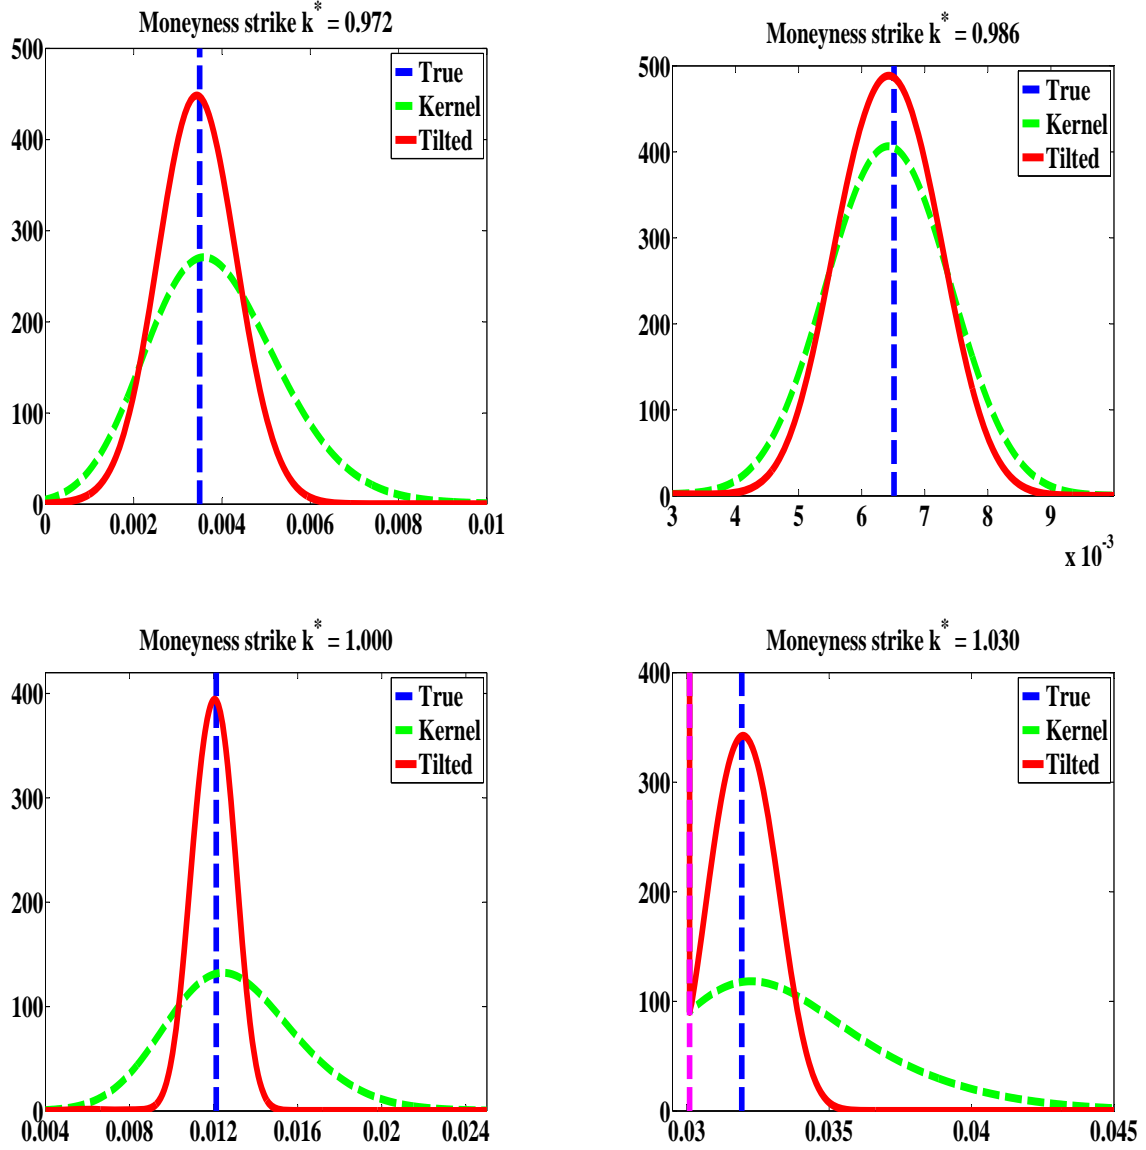 Moneyness strike k* = 0.972
500
400
300
200
100
0
0 0.002 0.004 0.006 0.008 0.01
True
Kernel
Tilted
Moneyness strike k* = 0.986
500
400
300
200
100
0
3 4 5 6 7 8 9
x 10-3
True
Kernel
Tilted
Moneyness strike k* = 1.000
400
300
200
100
0
0.004 0.008 0.012 0.016 0.02 0.024
True
Kernel
Tilted
Moneyness strike k* = 1.030
400
300
200
100
0
0.03 0.035 0.04 0.045
True
Kernel
Tilted